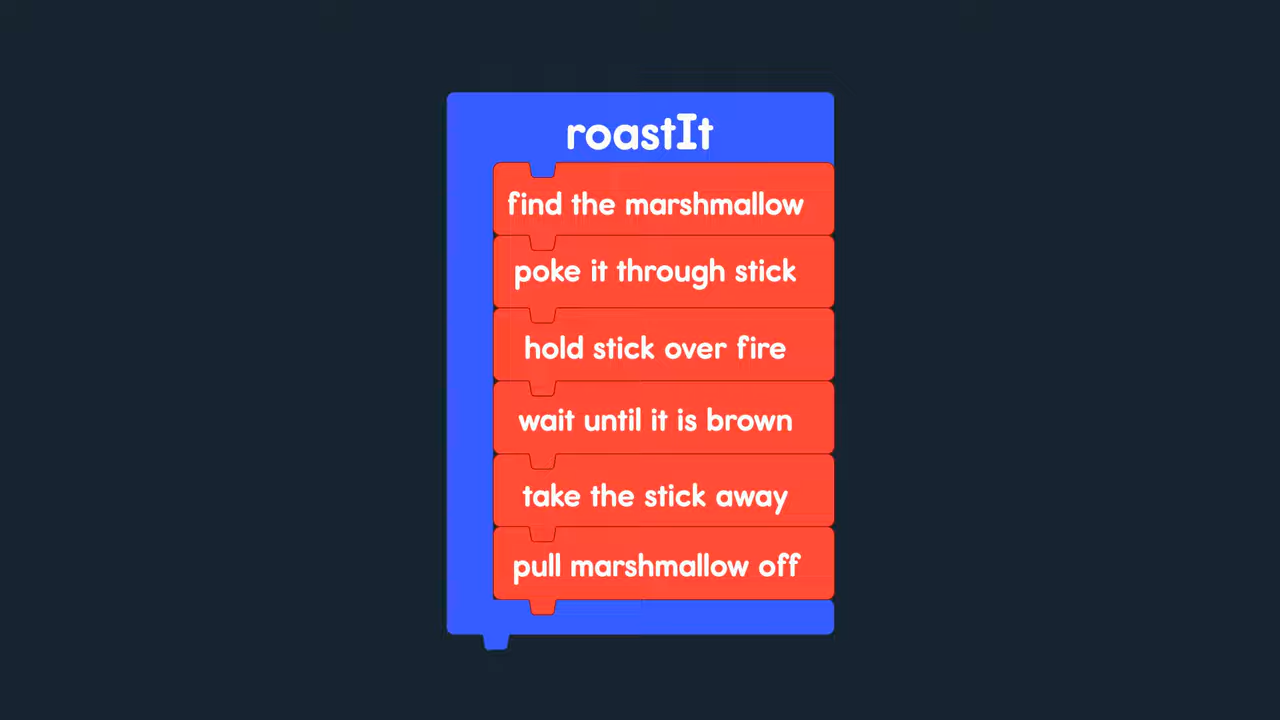 roastIt
find the marshmallow
poke it through stick
hold stick over fire
wait until it is brown
take the stick away
pull marshmallow off